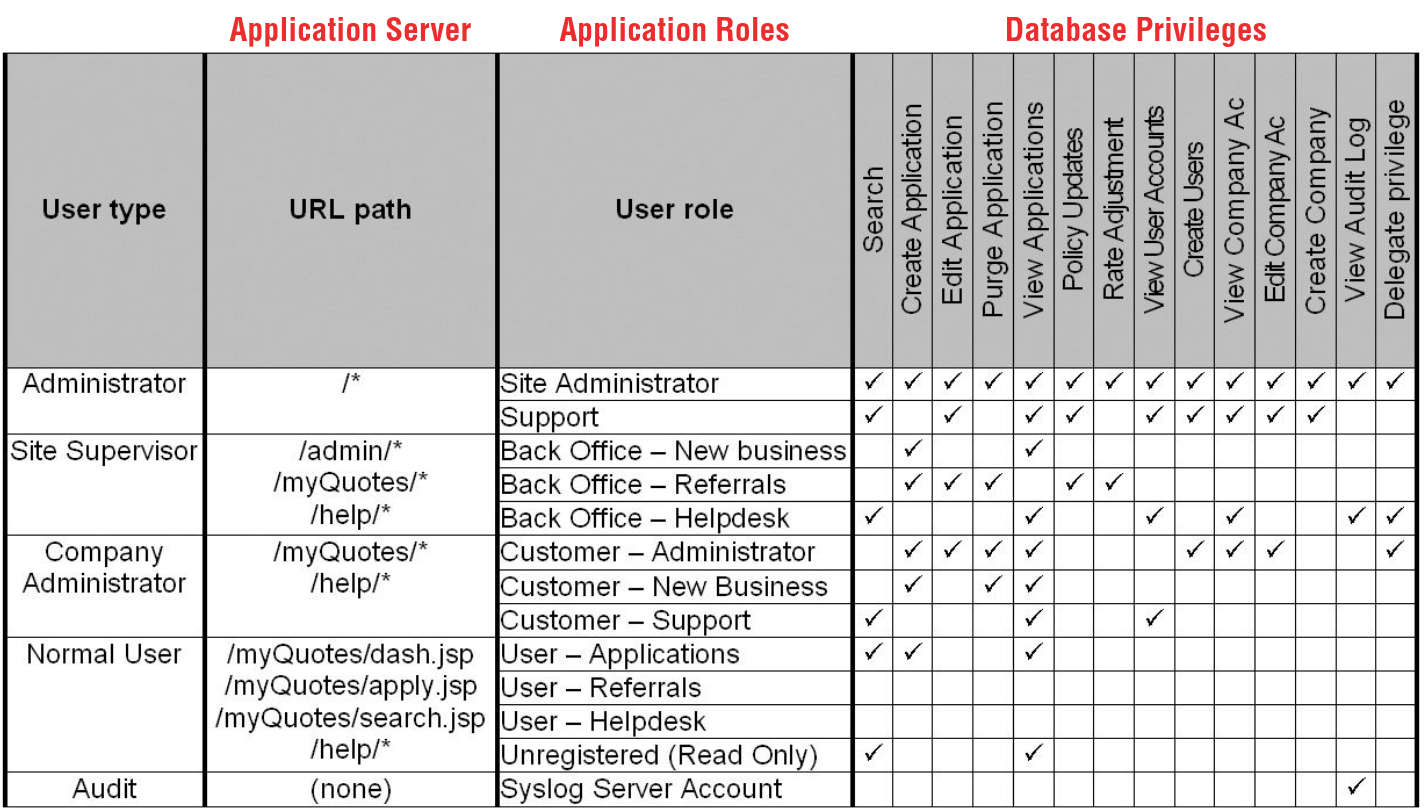 Application Server Application Roles Database Privileges
User type URL path User role Search Create Application Edit Application Purge Application View Applications Policy Updates Rate Adjustment View User Accounts Create Users View Company Ac Edit Company Ac Create Company View Audit Log Delegate privilege
Administrator /* Site Administrator ✓ ✓ ✓ ✓ ✓ ✓ ✓ ✓ ✓ ✓ ✓ ✓ ✓ ✓
Support ✓ ✓ ✓ ✓ ✓ ✓ ✓ ✓ ✓
Site Supervisor /admin/* Back Office – New business ✓ ✓
/myQuotes/* Back Office – Referrals ✓ ✓ ✓ ✓ ✓
/help/* Back Office – Helpdesk ✓ ✓ ✓ ✓ ✓ ✓
Company /myQuotes/* Customer – Administrator ✓ ✓ ✓ ✓ ✓ ✓ ✓ ✓
Administrator /help/* Customer – New Business ✓ ✓ ✓
Customer – Support ✓ ✓ ✓
Normal User /myQuotes/dash.jsp User – Applications ✓ ✓ ✓
/myQuotes/apply.jsp User – Referrals
/myQuotes/search.jsp User – Helpdesk
/help/* Unregistered (Read Only) ✓ ✓
Audit (none) Syslog Server Account ✓